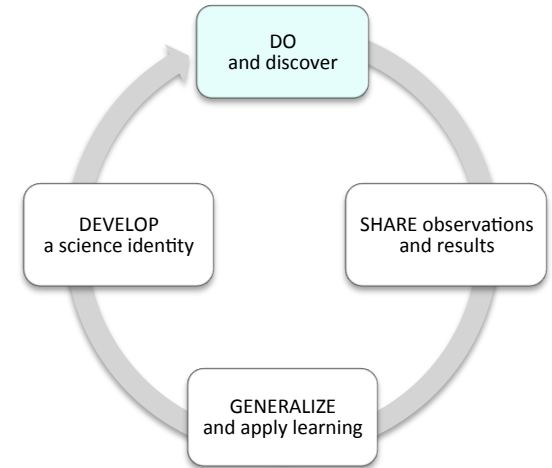 DO
and discover
SHARE observations
and results
GENERALIZE
and apply learning
DEVELOP
a science identity